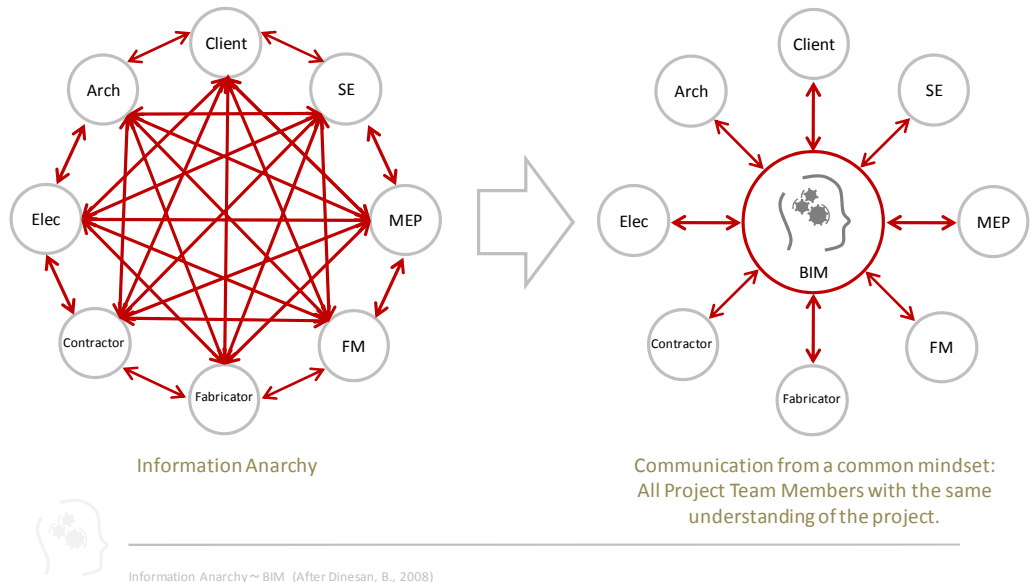 Client
Arch
SE
Elec
MEP
Contractor
FM
Fabricator
Information Anarchy
Client
Arch
SE
Elec
BIM
MEP
Contractor
FM
Fabricator
Communication from a common mindset:
All Project Team Members with the same
understanding of the project.
Information Anarchy ~ BIM (After Dinesan, B., 2008)